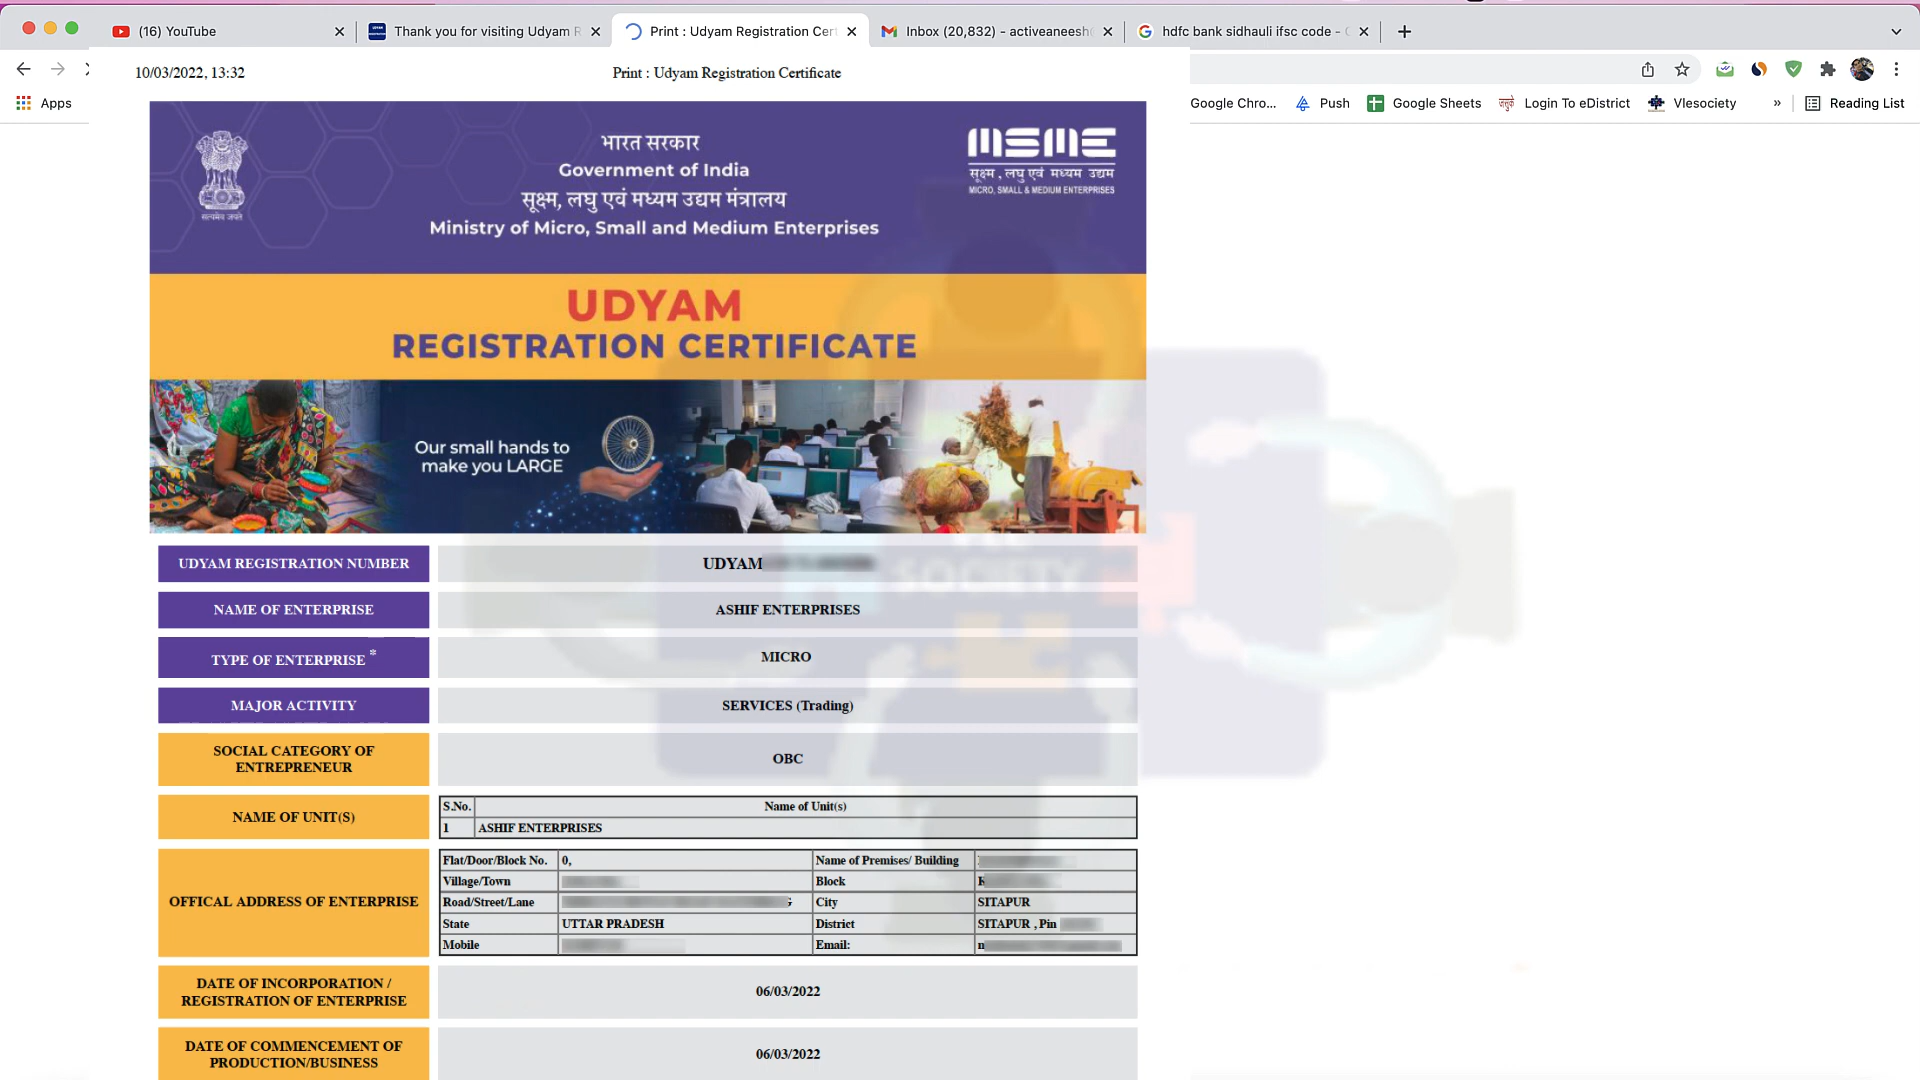 (16) YouTube
Thank you for visiting Udyam R
Print : Udyam Registration Cert
Inbox (20,832) - activeaneesh
hdfc bank sidhauli ifsc code -
Apps
Google Chro...
Push
Google Sheets
Login To eDistrict
Vlesociety
»
Reading List
10/03/2022, 13:32
Print : Udyam Registration Certificate
सत्यमेव जयते
भारत सरकार
Government of India
सूक्ष्म, लघु एवं मध्यम उद्यम मंत्रालय
Ministry of Micro, Small and Medium Enterprises
MSME
सूक्ष्म, लघु एवं मध्यम उद्यम
MICRO, SMALL & MEDIUM ENTERPRISES
UDYAM
REGISTRATION CERTIFICATE
Our small hands to
make you LARGE
SOCIETY
UDYAM REGISTRATION NUMBER UDYAM
NAME OF ENTERPRISE ASHIF ENTERPRISES
TYPE OF ENTERPRISE * MICRO
MAJOR ACTIVITY SERVICES (Trading)
SOCIAL CATEGORY OF
ENTREPRENEUR
OBC
NAME OF UNIT(S)
S.No. Name of Unit(s)
1 ASHIF ENTERPRISES
OFFICAL ADDRESS OF ENTERPRISE
Flat/Door/Block No. 0, Name of Premises/ Building
Village/Town Block
Road/Street/Lane City SITAPUR
State UTTAR PRADESH District SITAPUR , Pin
Mobile Email:
DATE OF INCORPORATION /
REGISTRATION OF ENTERPRISE
06/03/2022
DATE OF COMMENCEMENT OF
PRODUCTION/BUSINESS
06/03/2022